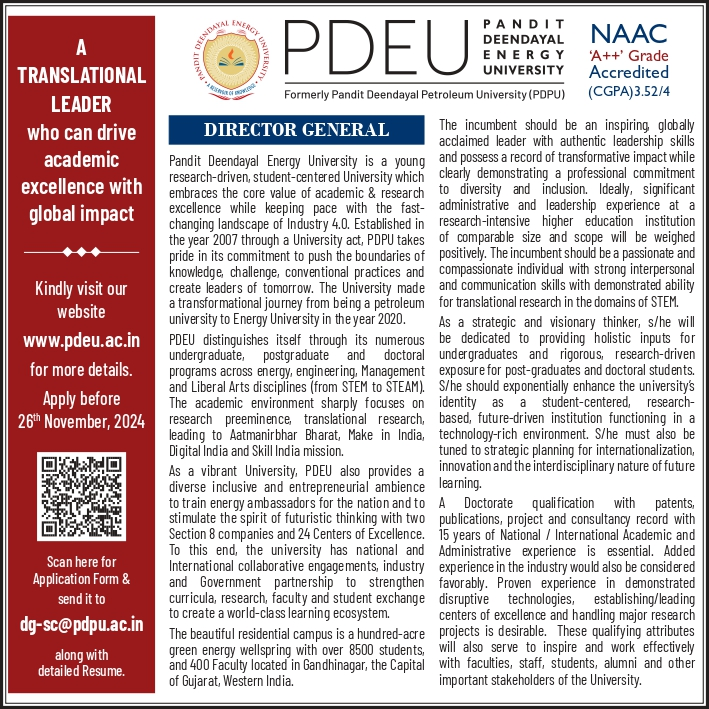 A
TRANSLATIONAL
LEADER
who can drive
academic
excellence with
global impact
Kindly visit our
website
www.pdeu.ac.in
for more details.
Apply before
26th November, 2024
Scan here for
Application Form &
send it to
dg-sc@pdpu.ac.in
along with
detailed Resume.
PANDIT DEENDAYAL ENERGY UNIVERSITY
A RESERVOIR OF KNOWLEDGE
PDEU
PANDIT
DEENDAYAL
ENERGY
UNIVERSITY
Formerly Pandit Deendayal Petroleum University (PDPU)
NAAC
‘A++’ Grade
Accredited
(CGPA)3.52/4
DIRECTOR GENERAL
Pandit Deendayal Energy University is a young
research-driven, student-centered University which
embraces the core value of academic & research
excellence while keeping pace with the fast-
changing landscape of Industry 4.0. Established in
the year 2007 through a University act, PDPU takes
pride in its commitment to push the boundaries of
knowledge, challenge, conventional practices and
create leaders of tomorrow. The University made
a transformational journey from being a petroleum
university to Energy University in the year 2020.
PDEU distinguishes itself through its numerous
undergraduate, postgraduate and doctoral
programs across energy, engineering, Management
and Liberal Arts disciplines (from STEM to STEAM).
The academic environment sharply focuses on
research preeminence, translational research,
leading to Aatmanirbhar Bharat, Make in India,
Digital India and Skill India mission.
As a vibrant University, PDEU also provides a
diverse inclusive and entrepreneurial ambience
to train energy ambassadors for the nation and to
stimulate the spirit of futuristic thinking with two
Section 8 companies and 24 Centers of Excellence.
To this end, the university has national and
International collaborative engagements, industry
and Government partnership to strengthen
curricula, research, faculty and student exchange
to create a world-class learning ecosystem.
The beautiful residential campus is a hundred-acre
green energy wellspring with over 8500 students,
and 400 Faculty located in Gandhinagar, the Capital
of Gujarat, Western India.
The incumbent should be an inspiring, globally
acclaimed leader with authentic leadership skills
and possess a record of transformative impact while
clearly demonstrating a professional commitment
to diversity and inclusion. Ideally, significant
administrative and leadership experience at a
research-intensive higher education institution
of comparable size and scope will be weighed
positively. The incumbent should be a passionate and
compassionate individual with strong interpersonal
and communication skills with demonstrated ability
for translational research in the domains of STEM.
As a strategic and visionary thinker, s/he will
be dedicated to providing holistic inputs for
undergraduates and rigorous, research-driven
exposure for post-graduates and doctoral students.
S/he should exponentially enhance the university’s
identity as a student-centered, research-
based, future-driven institution functioning in a
technology-rich environment. S/he must also be
tuned to strategic planning for internationalization,
innovation and the interdisciplinary nature of future
learning.
A Doctorate qualification with patents,
publications, project and consultancy record with
15 years of National / International Academic and
Administrative experience is essential. Added
experience in the industry would also be considered
favorably. Proven experience in demonstrated
disruptive technologies, establishing/leading
centers of excellence and handling major research
projects is desirable. These qualifying attributes
will also serve to inspire and work effectively
with faculties, staff, students, alumni and other
important stakeholders of the University.